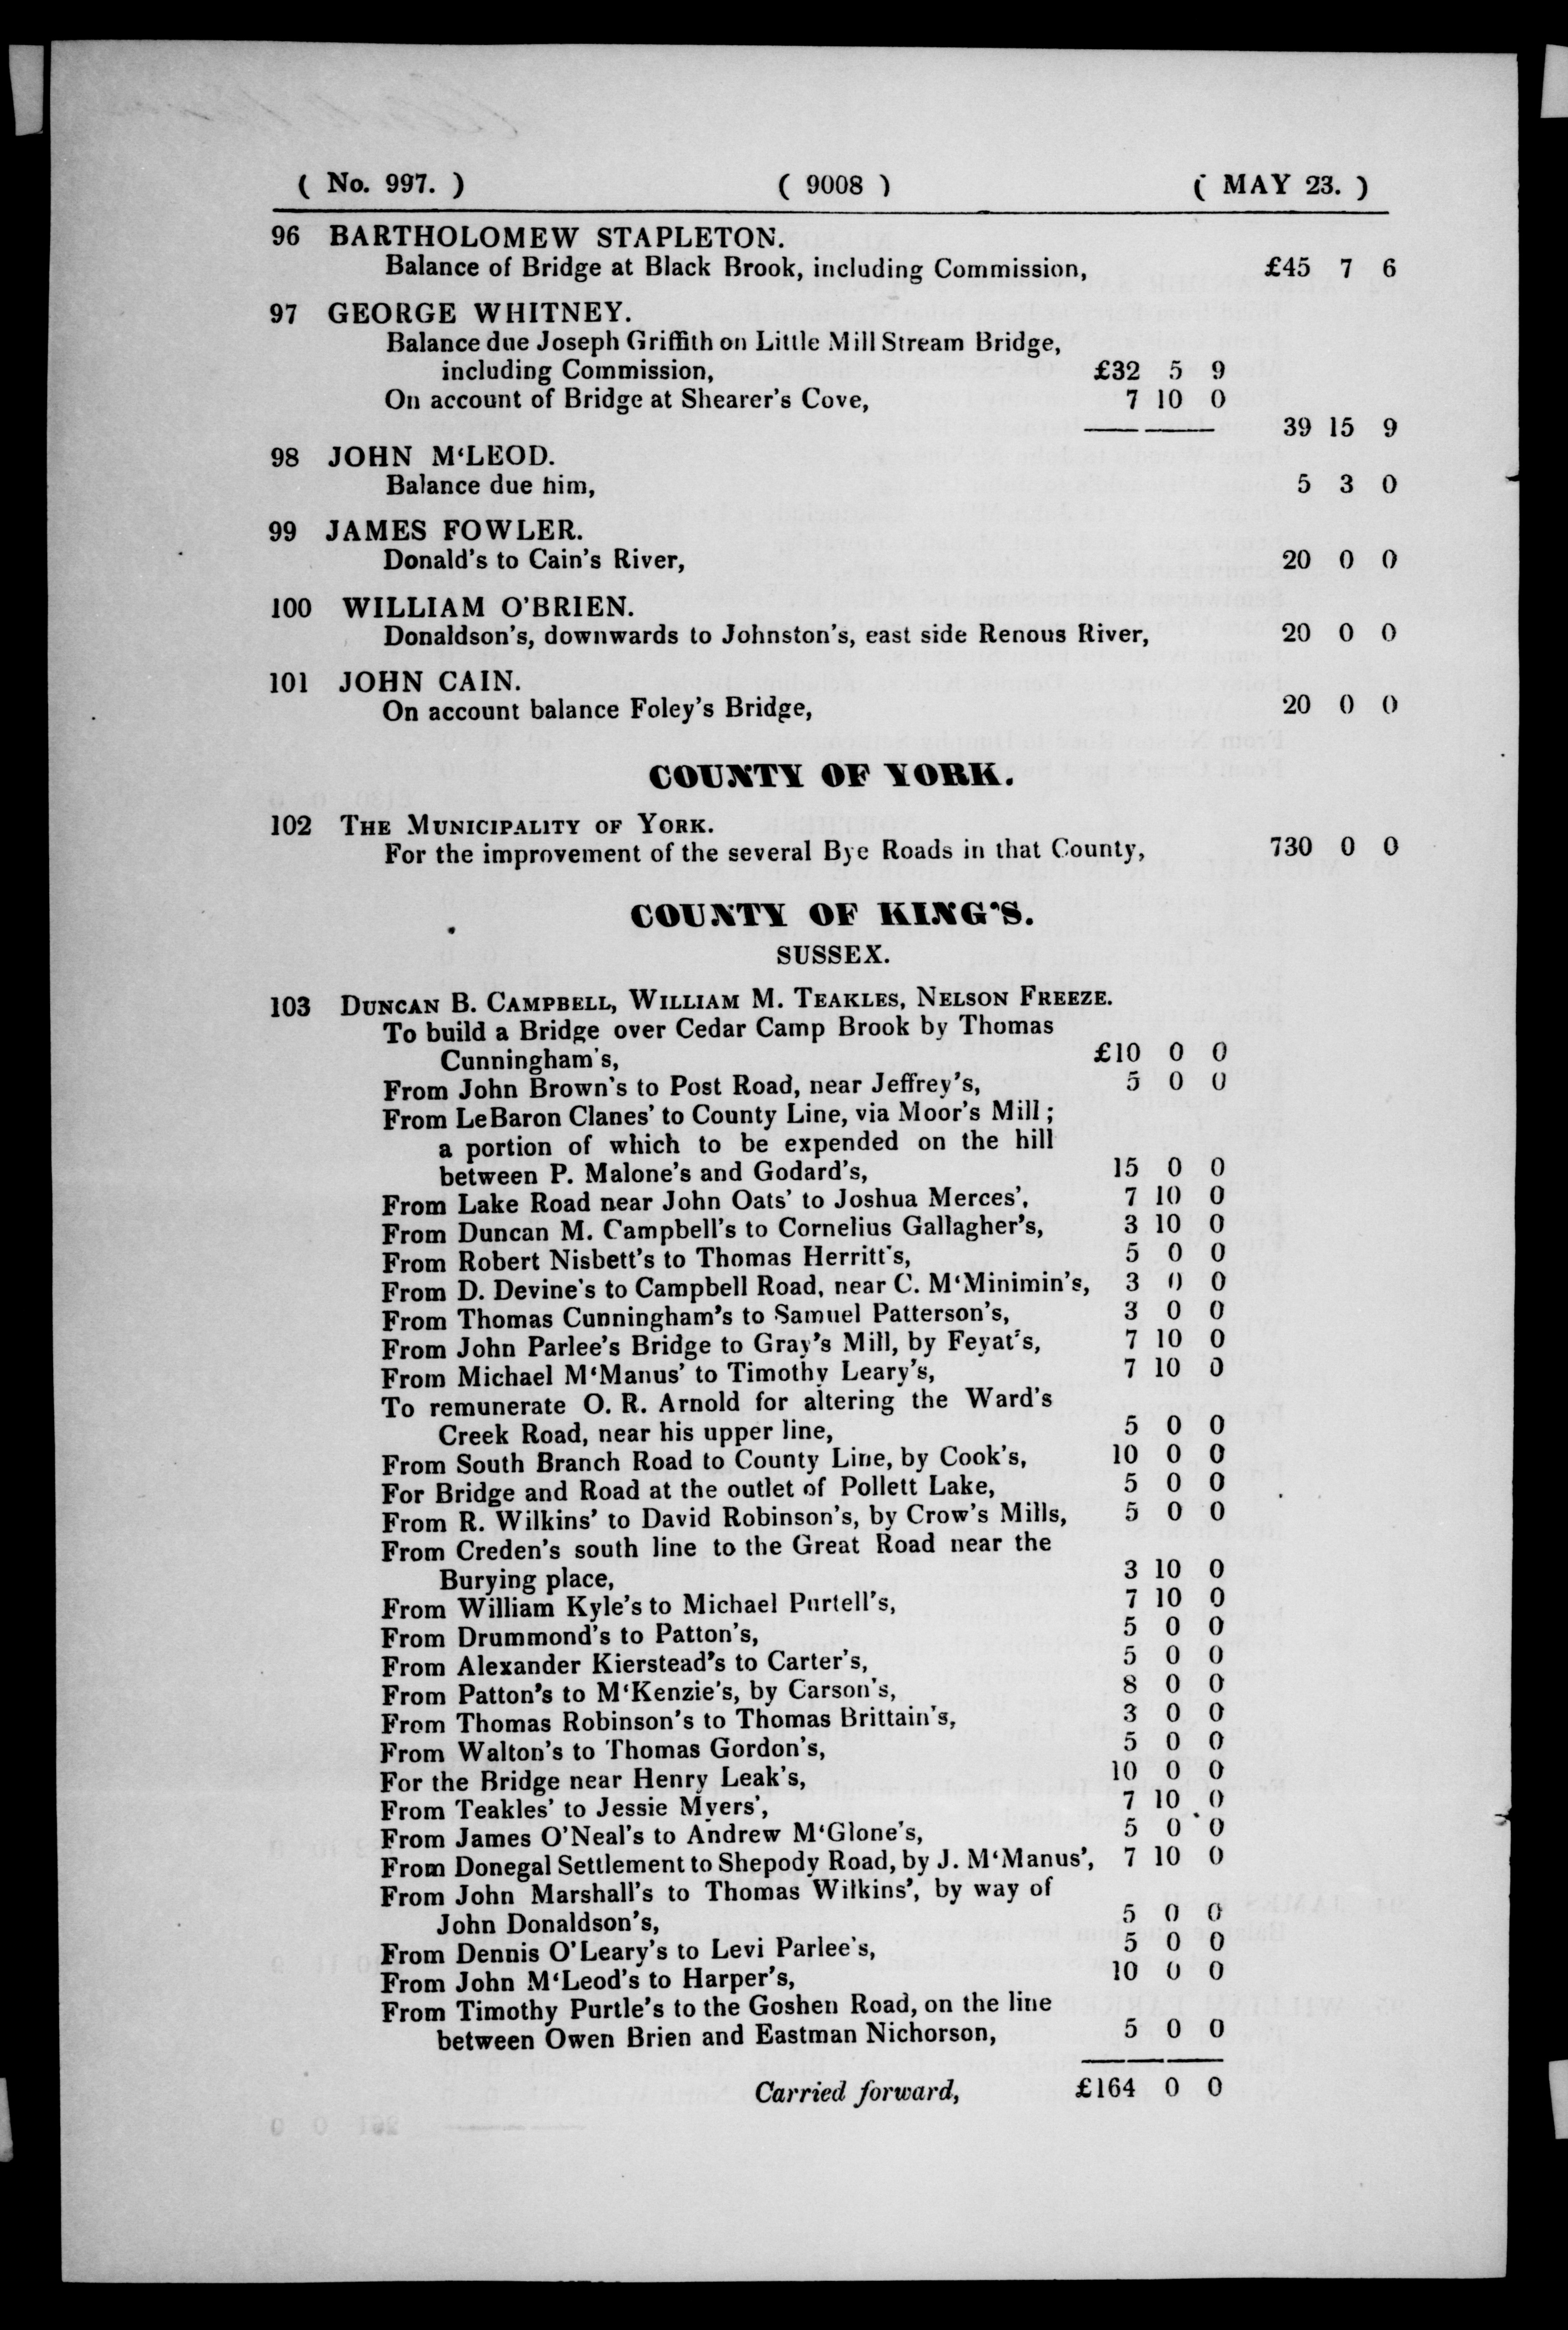 ( No. 997. ) ( 9008 ) ( MAY 23. )
96 BARTHOLOMEW STAPLETON.
Balance of Bridge at Black Brook, including Commission, £45 7 6
97 GEORGE WHITNEY.
Balance due Joseph Griffith on Little Mill Stream Bridge,
including Commission, £32 5 9
On account of Bridge at Shearer's Cove, 7 10 0
39 15 9
98 JOHN M‘LEOD.
Balance due him, 5 3 0
99 JAMES FOWLER.
Donald's to Cain's River, 20 0 0
100 WILLIAM O'BRIEN.
Donaldson's, downwards to Johnston's, east side Renous River, 20 0 0
101 JOHN CAIN.
On account balance Foley's Bridge, 20 0 0
COUNTY OF YORK.
102 THE MUNICIPALITY OF YORK.
For the improvement of the several Bye Roads in that County, 730 0 0
COUNTY OF KING'S.
SUSSEX.
103 DUNCAN B. CAMPBELL, WILLIAM M. TEAKLES, NELSON FREEZE.
To build a Bridge over Cedar Camp Brook by Thomas
Cunningham's, £10 0 0
From John Brown's to Post Road, near Jeffrey's, 5 0 0
From LeBaron Clanes' to County Line, via Moor's Mill ;
a portion of which to be expended on the hill
between P. Malone's and Godard's, 15 0 0
From Lake Road near John Oats' to Joshua Merces', 7 10 0
From Duncan M. Campbell's to Cornelius Gallagher's, 3 10 0
From Robert Nisbett's to Thomas Herritt's, 5 0 0
From D. Devine's to Campbell Road, near C. M‘Minimin's, 3 0 0
From Thomas Cunningham's to Samuel Patterson's, 3 0 0
From John Parlee's Bridge to Gray's Mill, by Feyat's, 7 10 0
From Michael M‘Manus' to Timothy Leary's, 7 10 0
To remunerate O. R. Arnold for altering the Ward's
Creek Road, near his upper line, 5 0 0
From South Branch Road to County Line, by Cook's, 10 0 0
For Bridge and Road at the outlet of Pollett Lake, 5 0 0
From R. Wilkins' to David Robinson's, by Crow's Mills, 5 0 0
From Creden's south line to the Great Road near the
Burying place, 3 10 0
From William Kyle's to Michael Purtell's, 7 10 0
From Drummond's to Patton's, 5 0 0
From Alexander Kierstead's to Carter's, 5 0 0
From Patton's to M‘Kenzie's, by Carson's, 8 0 0
From Thomas Robinson's to Thomas Brittain's, 3 0 0
From Walton's to Thomas Gordon's, 5 0 0
For the Bridge near Henry Leak's, 10 0 0
From Teakles' to Jessie Myers', 7 10 0
From James O'Neal's to Andrew M‘Glone's, 5 0 0
From Donegal Settlement to Shepody Road, by J. M‘Manus', 7 10 0
From John Marshall's to Thomas Wilkins', by way of
John Donaldson's, 5 0 0
From Dennis O'Leary's to Levi Parlee's, 5 0 0
From John M‘Leod's to Harper's, 10 0 0
From Timothy Purtle's to the Goshen Road, on the line
between Owen Brien and Eastman Nichorson, 5 0 0
Carried forward, £164 0 0